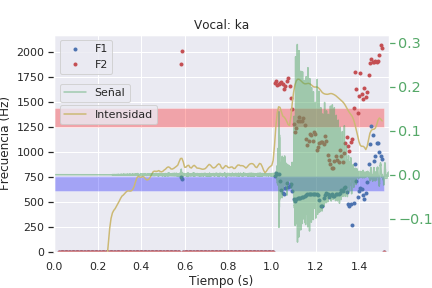 Vocal: ka
F1
F2
Señal
Intensidad
Frecuencia (Hz)
2000
1750
1500
1250
1000
750
500
250
0
0.3
0.2
0.1
0.0
−0.1
0.0 0.2 0.4 0.6 0.8 1.0 1.2 1.4
Tiempo (s)